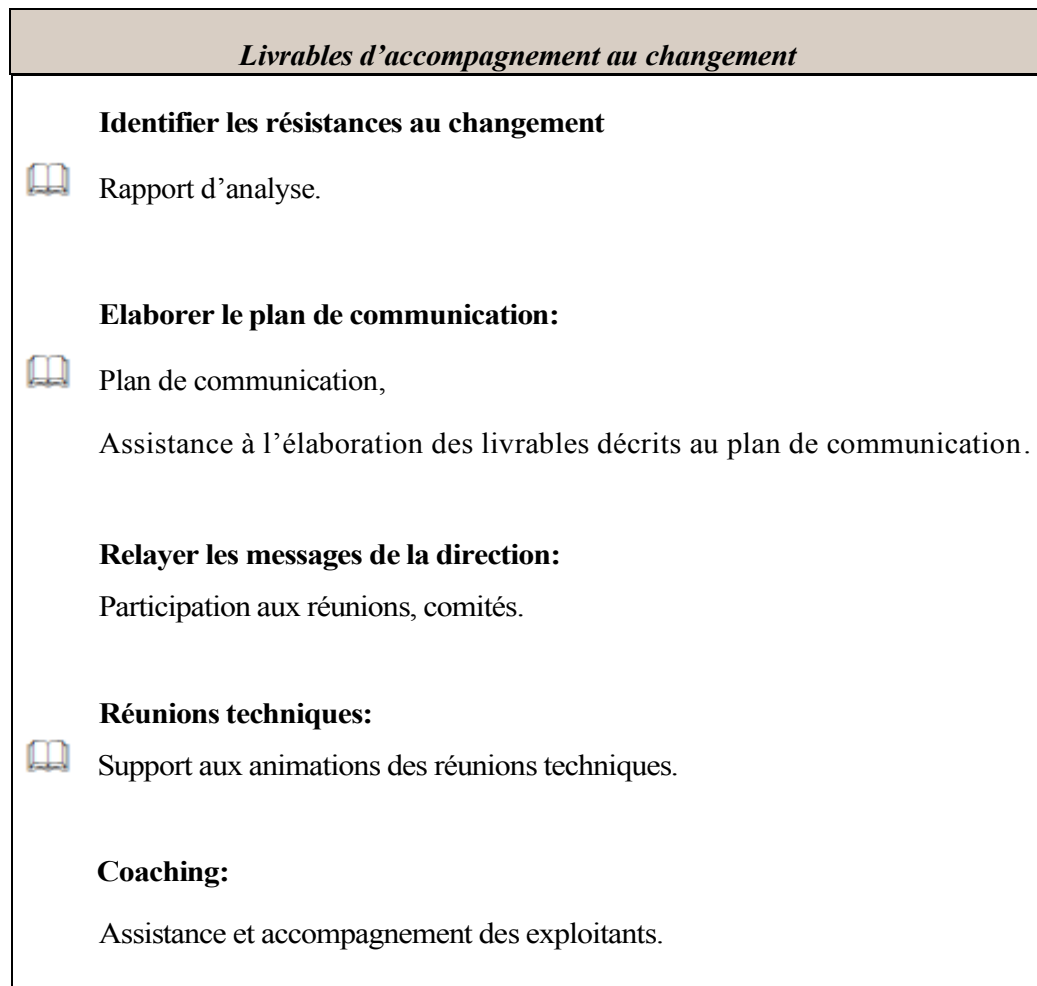 Livrables d’accompagnement au changement
Identifier les résistances au changement
Rapport d’analyse.
Elaborer le plan de communication:
Plan de communication,
Assistance à l’élaboration des livrables décrits au plan de communication.
Relayer les messages de la direction:
Participation aux réunions, comités.
Réunions techniques:
Support aux animations des réunions techniques.
Coaching:
Assistance et accompagnement des exploitants.